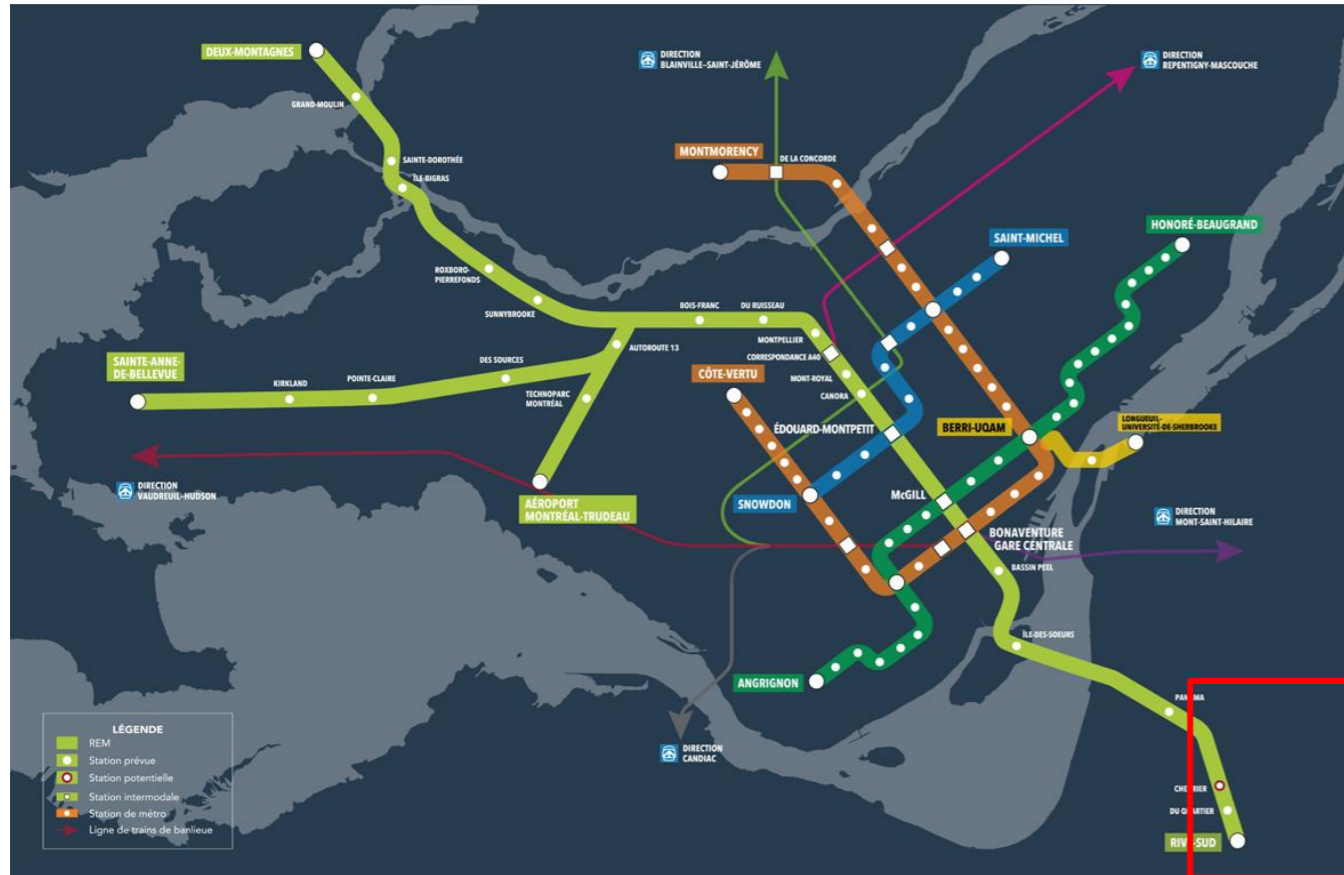 DEUX-MONTAGNES
GRAND-MOULIN
SAINTE-DOROTHÉE
ÎLE-BIGRAS
ROXBORO-
PIERREFONDS
SUNNYBROOKE
BOIS-FRANC
DU RUISSEAU
MONTPELLIER
CORRESPONDANCE A40
MONT-ROYAL
CANORA
AUTOROUTE 13
DES SOURCES
POINTE-CLAIRE
KIRKLAND
SAINTE-ANNE-
DE-BELLEVUE
TECHNOPARC
MONTRÉAL
AÉROPORT
MONTRÉAL-TRUDEAU
DIRECTION
VAUDREUIL-HUDSON
DIRECTION
BLAINVILLE-SAINT-JÉRÔME
DIRECTION
REPENTIGNY-MASCOUCHE
MONTMORENCY
DE LA CONCORDE
SAINT-MICHEL
HONORÉ-BEAUGRAND
CÔTE-VERTU
ÉDOUARD-MONTPETIT
BERRI-UQAM
LONGUEUIL–
UNIVERSITÉ-DE-SHERBROOKE
SNOWDON
McGILL
BONAVENTURE
GARE CENTRALE
DIRECTION
MONT-SAINT-HILAIRE
BASSIN PEEL
ÎLE-DES-SOEURS
ANGRIGNON
DIRECTION
CANDIAC
DU QUARTIER
RIVE-SUD
LÉGENDE
REM
Station prévue
Station potentielle
Station intermodale
Station de métro
Ligne de trains de banlieue